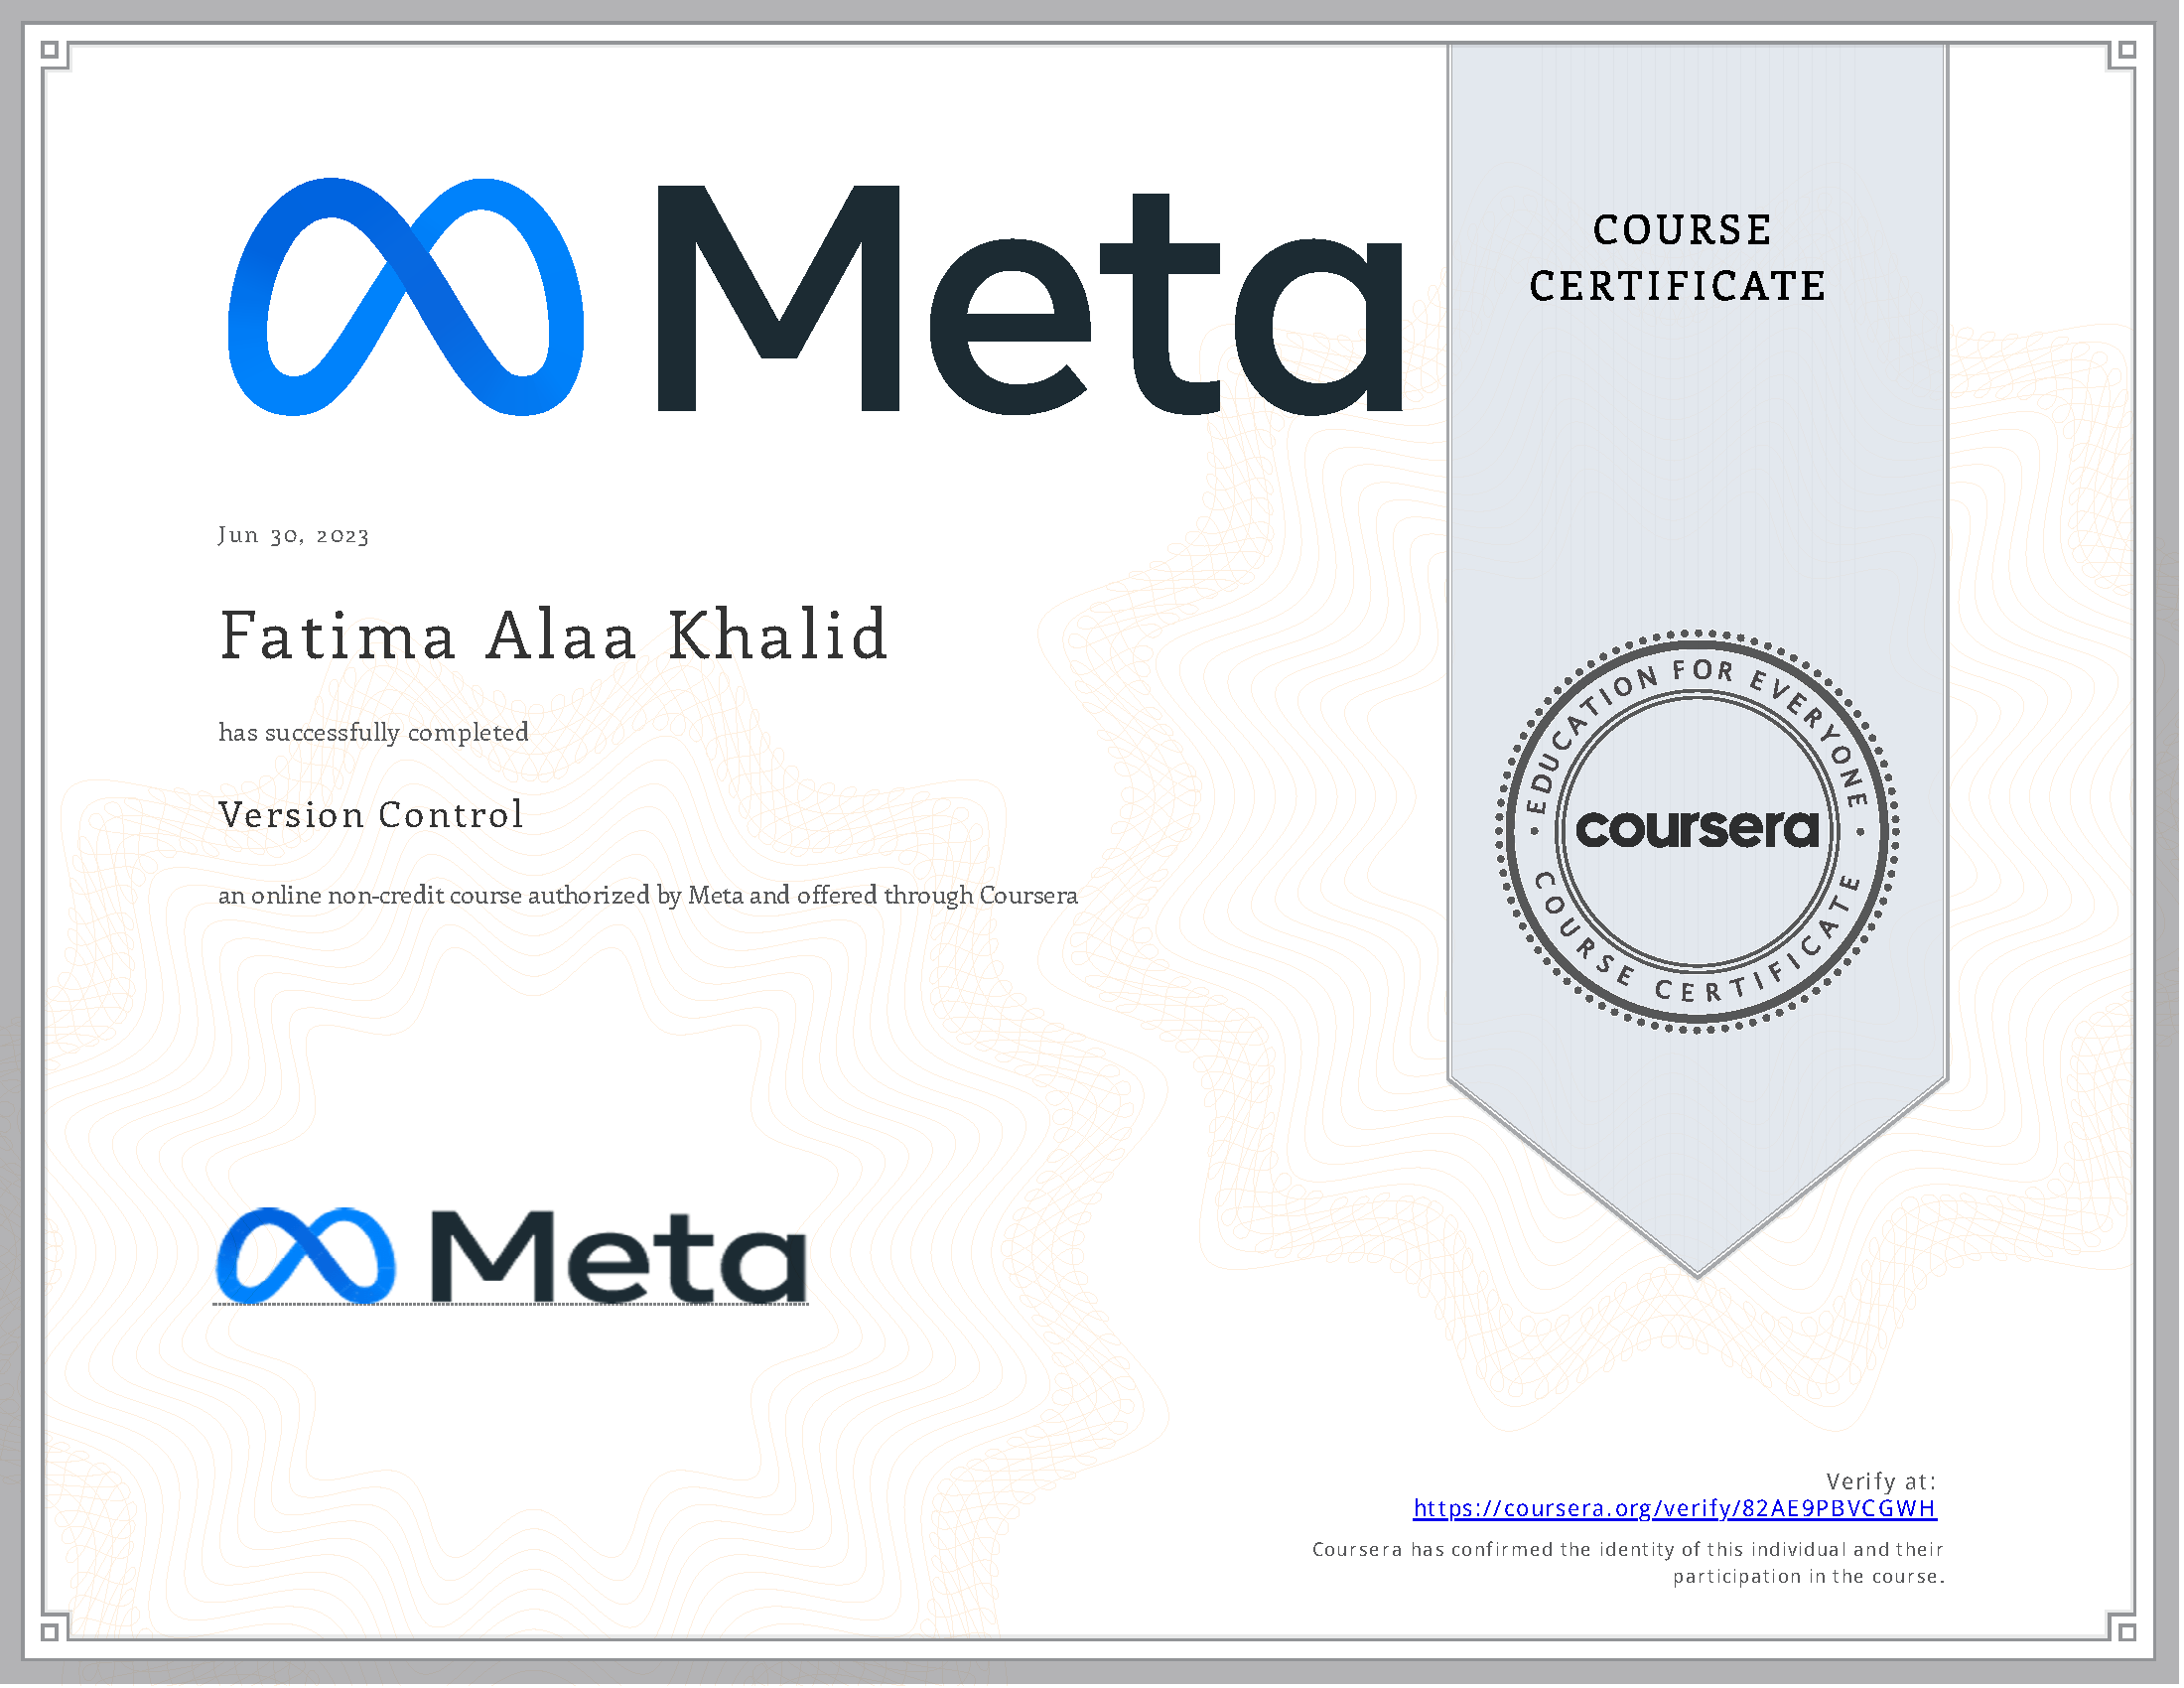 Meta
COURSE
CERTIFICATE
Jun 30, 2023
Fatima Alaa Khalid
has successfully completed
Version Control
an online non-credit course authorized by Meta and offered through Coursera
EDUCATION FOR EVERYONE
coursera
COURSE CERTIFICATE
Meta
Verify at:
https://coursera.org/verify/82AE9PBVCGWH
Coursera has confirmed the identity of this individual and their
participation in the course.